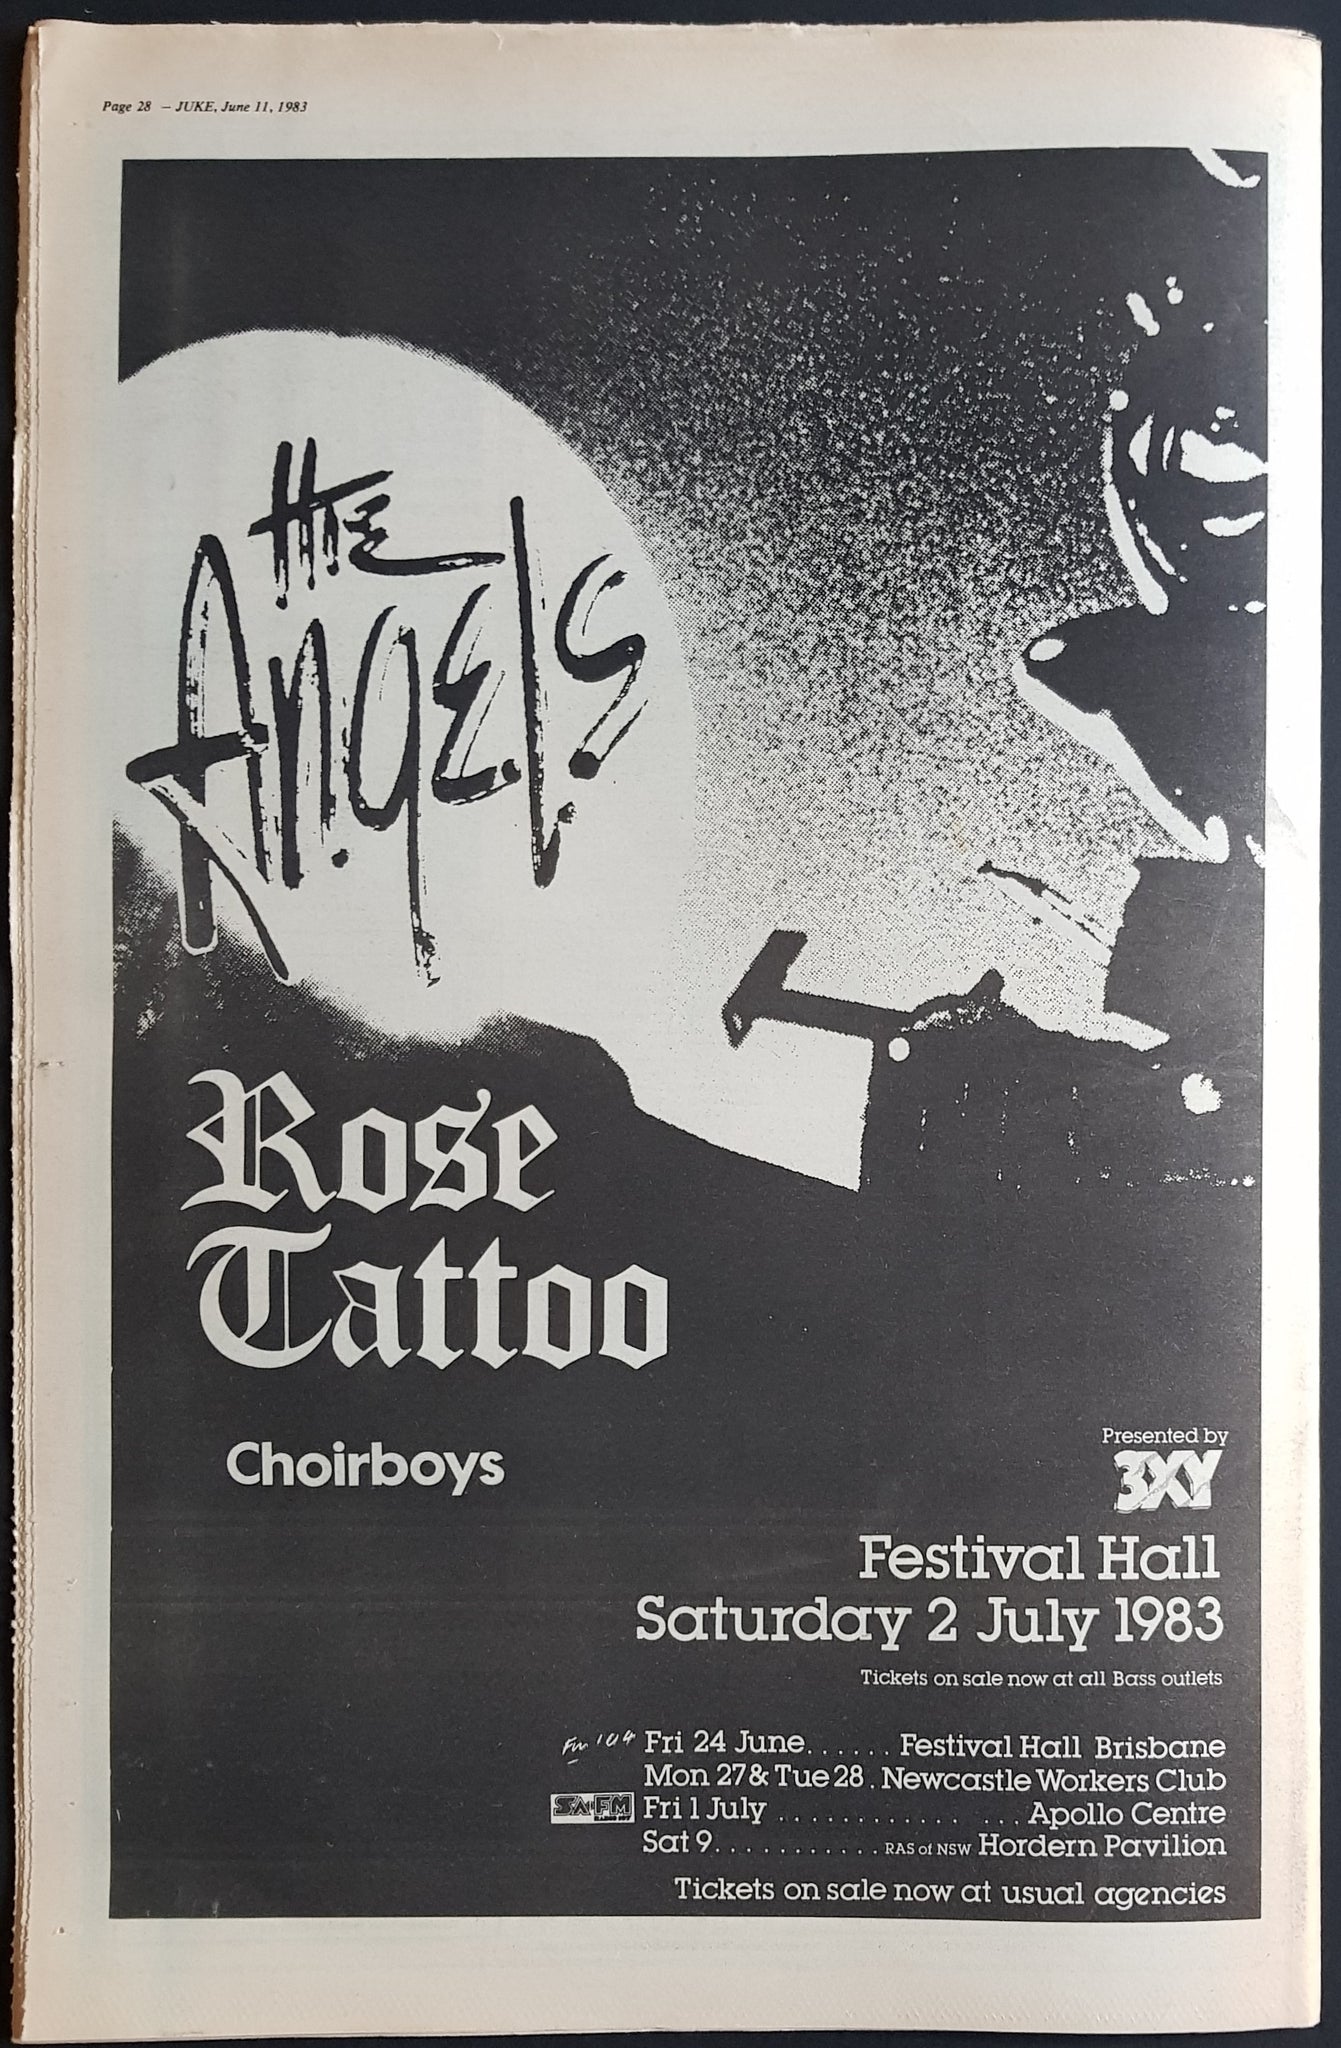 Page 28 – JUKE, June 11, 1983
The
Angels
Rose
Tattoo
Choirboys
Presented by
3XY
Festival Hall
Saturday 2 July 1983
Tickets on sale now at all Bass outlets
Fm 104 Fri 24 June...... Festival Hall Brisbane
Mon 27 & Tue 28 . Newcastle Workers Club
SA FM Fri 1 July ............ ... Apollo Centre
Sat 9........... RAS of NSW Hordern Pavilion
Tickets on sale now at usual agencies